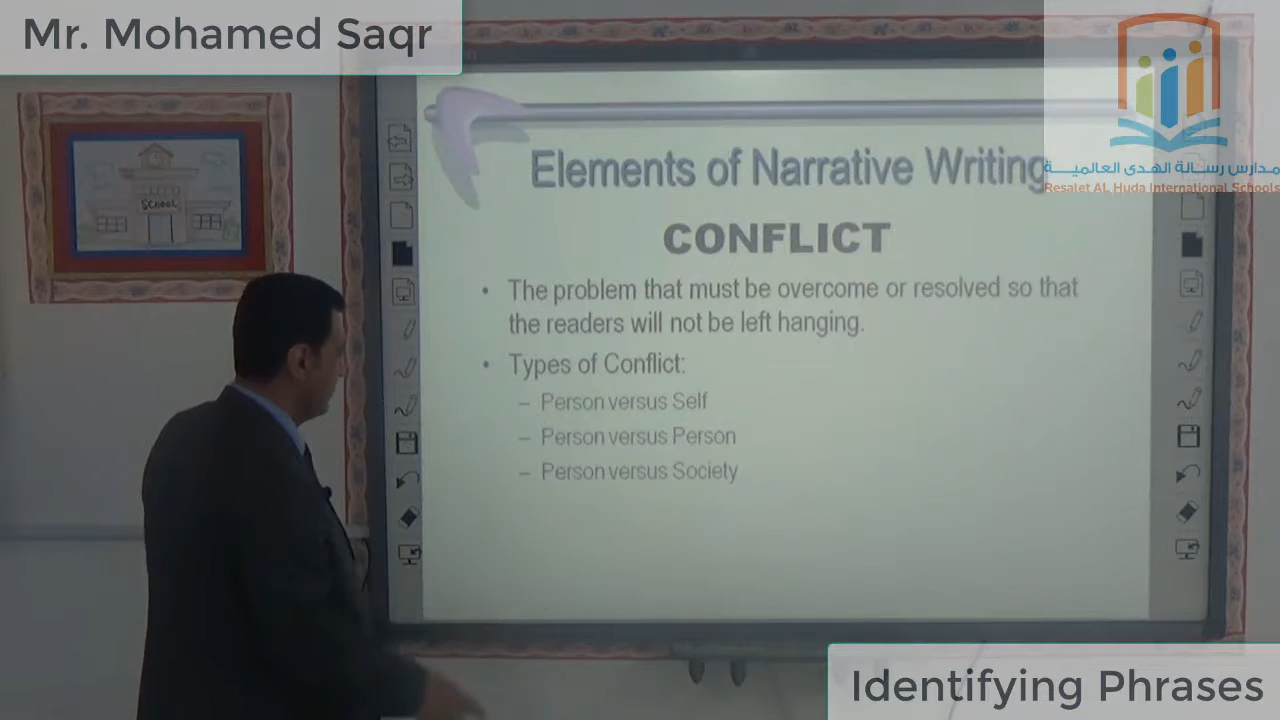 Mr. Mohamed Saqr
SCHOOL
Elements of Narrative Writing
مدارس رسالة الهدى العالمية
Resalet AL Huda International Schools
CONFLICT
• The problem that must be overcome or resolved so that
the readers will not be left hanging.
• Types of Conflict:
– Person versus Self
– Person versus Person
– Person versus Society
Identifying Phrases